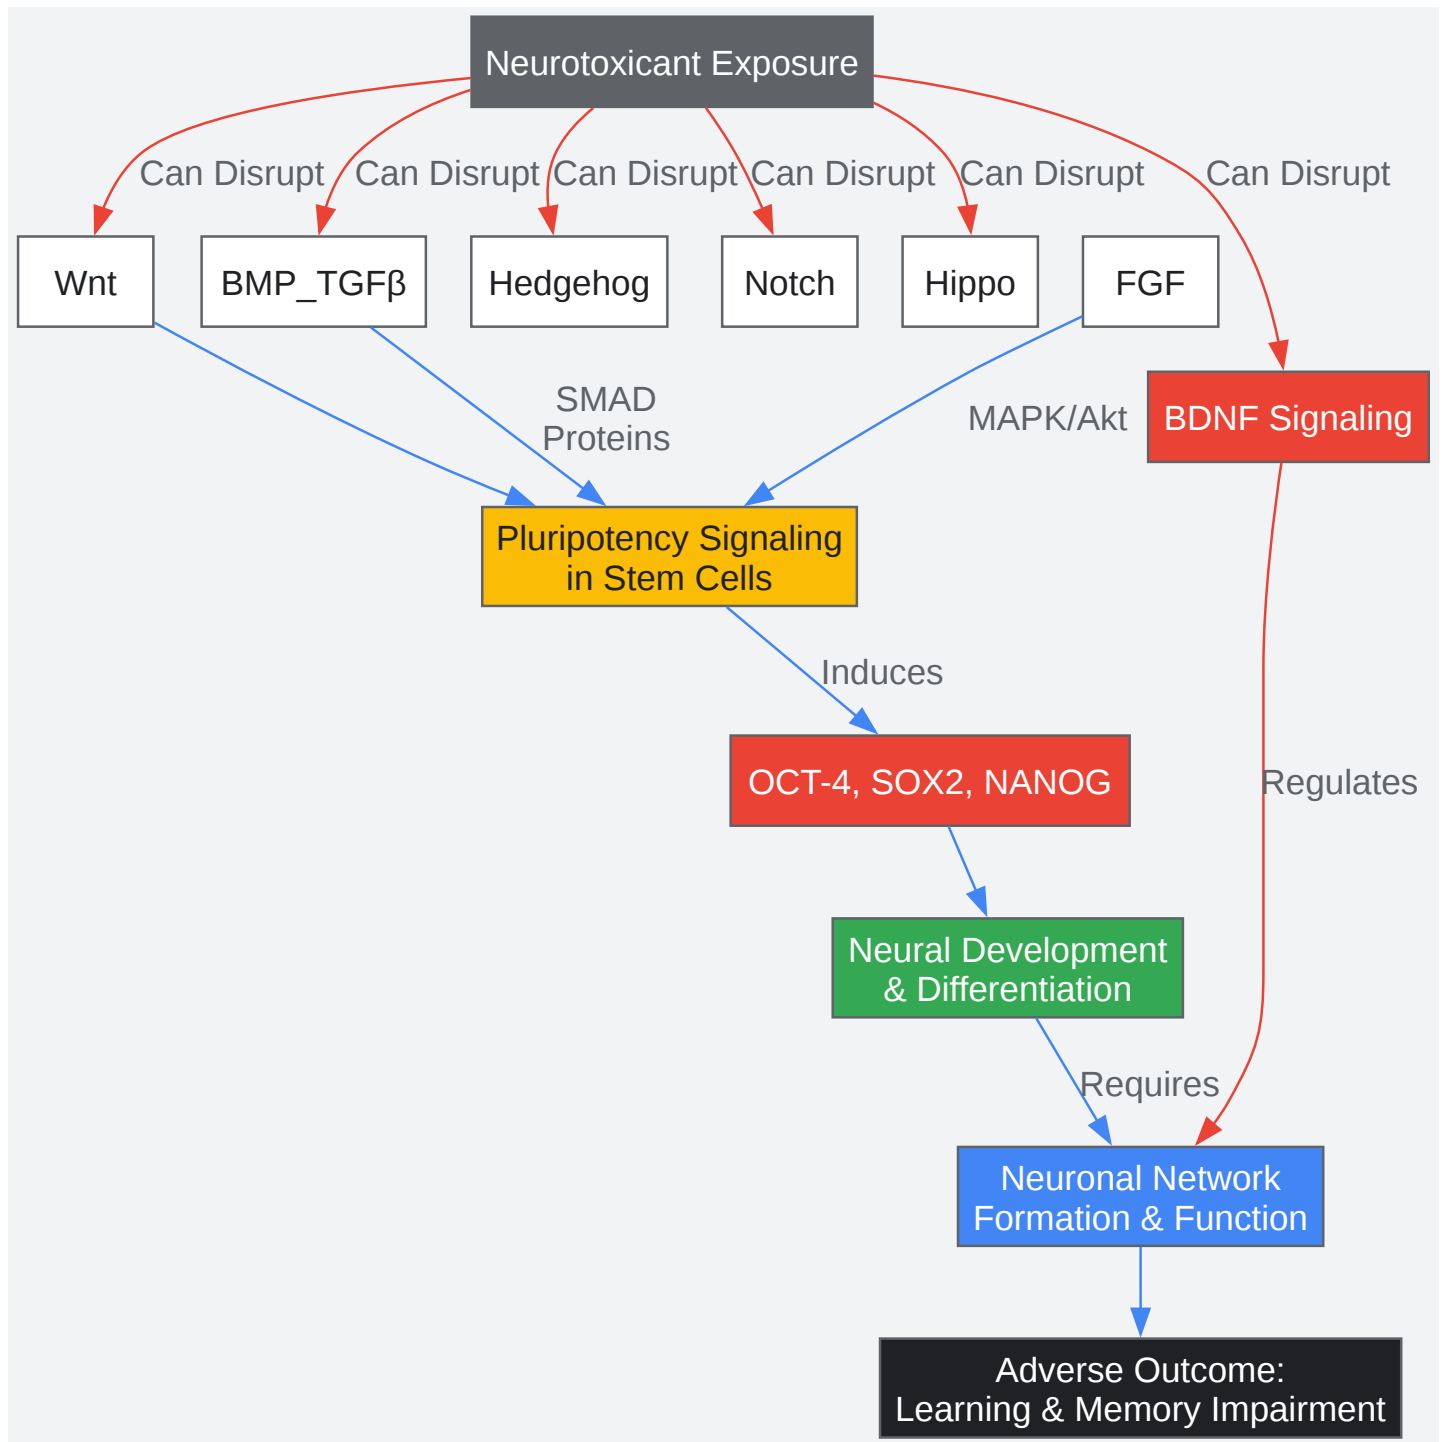 Neurotoxicant Exposure
Can Disrupt
Can Disrupt
Can Disrupt
Can Disrupt
Can Disrupt
Can Disrupt
Wnt
BMP_TGFβ
Hedgehog
Notch
Hippo
FGF
SMAD
Proteins
MAPK/Akt
BDNF Signaling
Pluripotency Signaling
in Stem Cells
Induces
OCT-4, SOX2, NANOG
Regulates
Neural Development
& Differentiation
Requires
Neuronal Network
Formation & Function
Adverse Outcome:
Learning & Memory Impairment